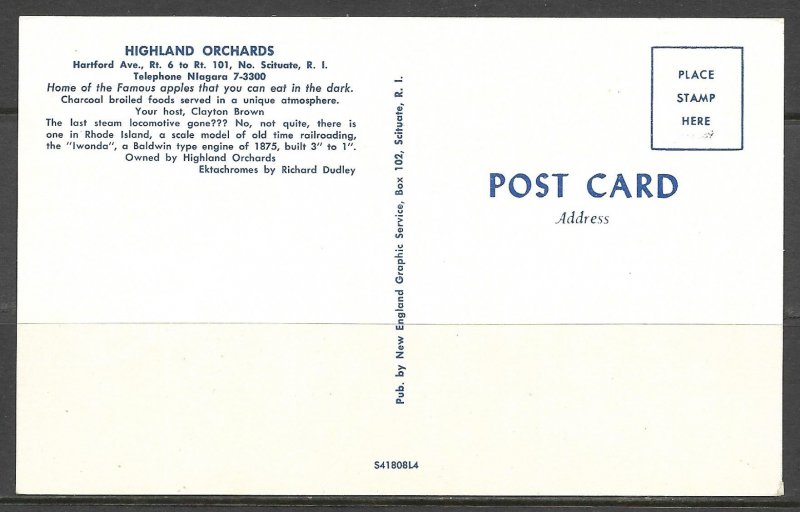 HIGHLAND ORCHARDS
Hartford Ave., Rt. 6 to Rt. 101, No. Scituate, R. I.
Telephone NIagara 7-3300
Home of the Famous apples that you can eat in the dark.
Charcoal broiled foods served in a unique atmosphere.
Your host, Clayton Brown
The last steam locomotive gone??? No, not quite, there is
one in Rhode Island, a scale model of old time railroading,
the "Iwonda", a Baldwin type engine of 1875, built 3" to 1".
Owned by Highland Orchards
Ektachromes by Richard Dudley
Pub. by New England Graphic Service, Box 102, Scituate, R. I.
S41808L4
PLACE
STAMP
HERE
POST CARD
Address